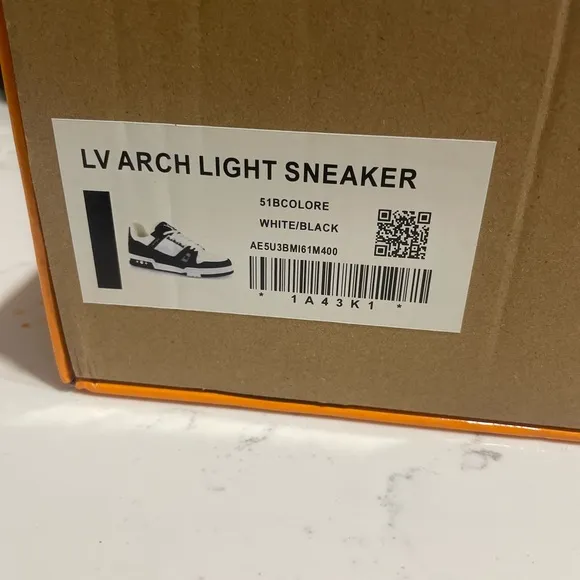 LV ARCH LIGHT SNEAKER
51BCOLORE
WHITE/BLACK
AE5U3BMI61M400
* 1A43K1 *